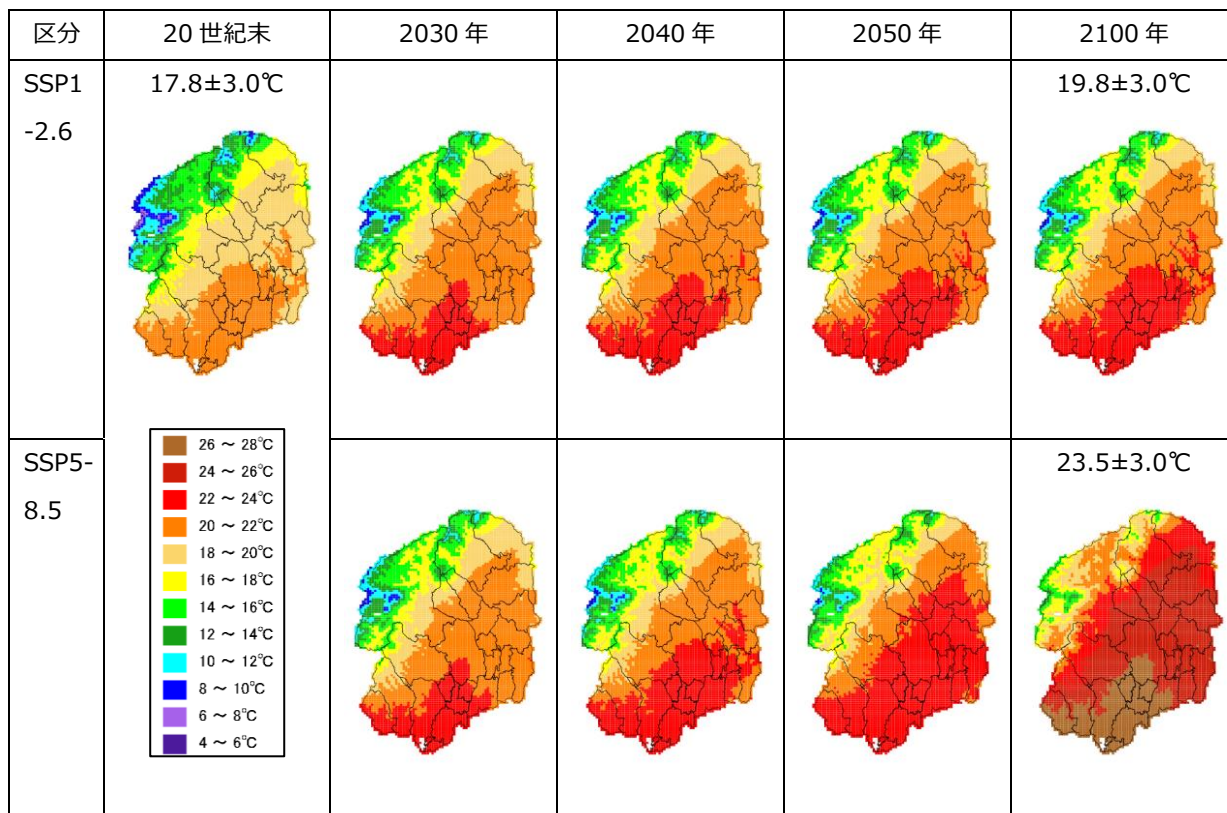 区分
20 世紀末
2030 年
2040 年
2050 年
2100 年
SSP1
-2.6
17.8±3.0℃
19.8±3.0℃
SSP5-
8.5
26 ～ 28℃
24 ～ 26℃
22 ～ 24℃
20 ～ 22℃
18 ～ 20℃
16 ～ 18℃
14 ～ 16℃
12 ～ 14℃
10 ～ 12℃
8 ～ 10℃
6 ～ 8℃
4 ～ 6℃
23.5±3.0℃